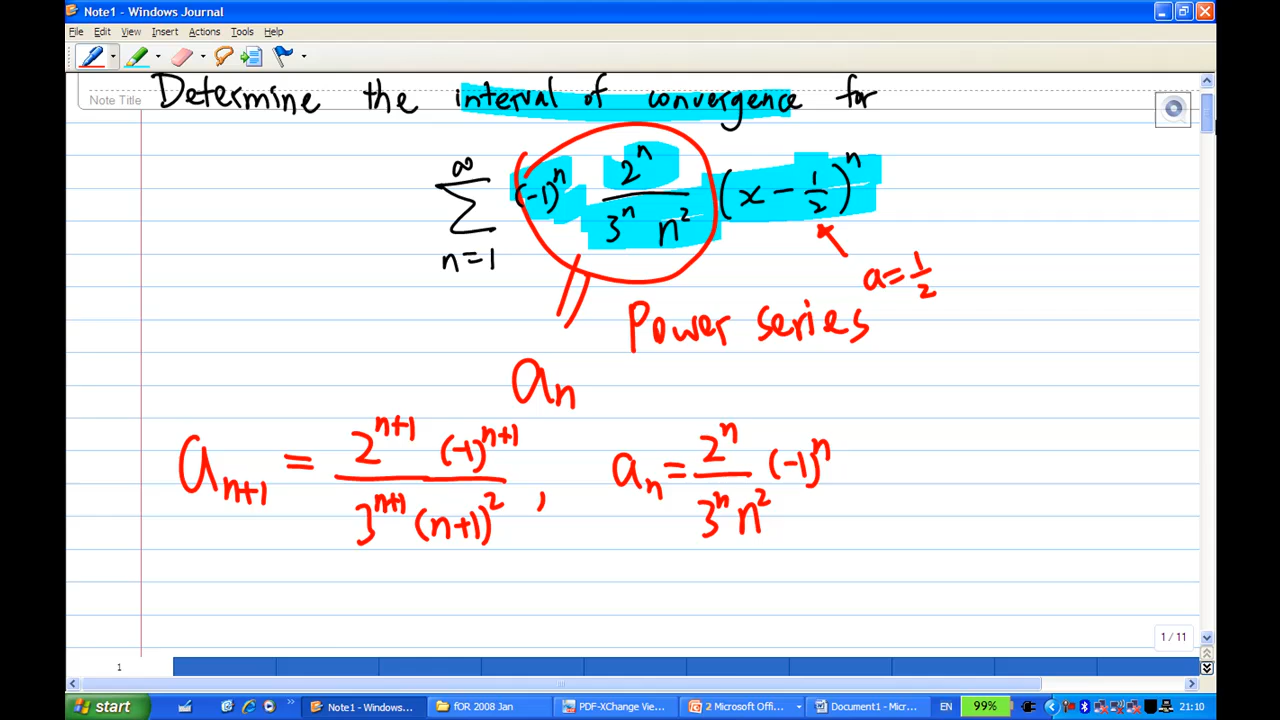 Note1 - Windows Journal
File Edit View Insert Actions Tools Help
Note Title
Determine the interval of convergence for
∞
∑ (-1)^n 2^n / (3^n n^2) (x - 1/2)^n
n=1
a = 1/2
Power series
a_n
a_{n+1} = 2^{n+1} (-1)^{n+1} / (3^{n+1} (n+1)^2) , a_n = 2^n / (3^n n^2) (-1)^n
1 / 11
1
start Note1 - Windows... fOR 2008 Jan PDF-XChange Vie... 2 Microsoft Offi... Document1 - Micr... EN 99% 21:10